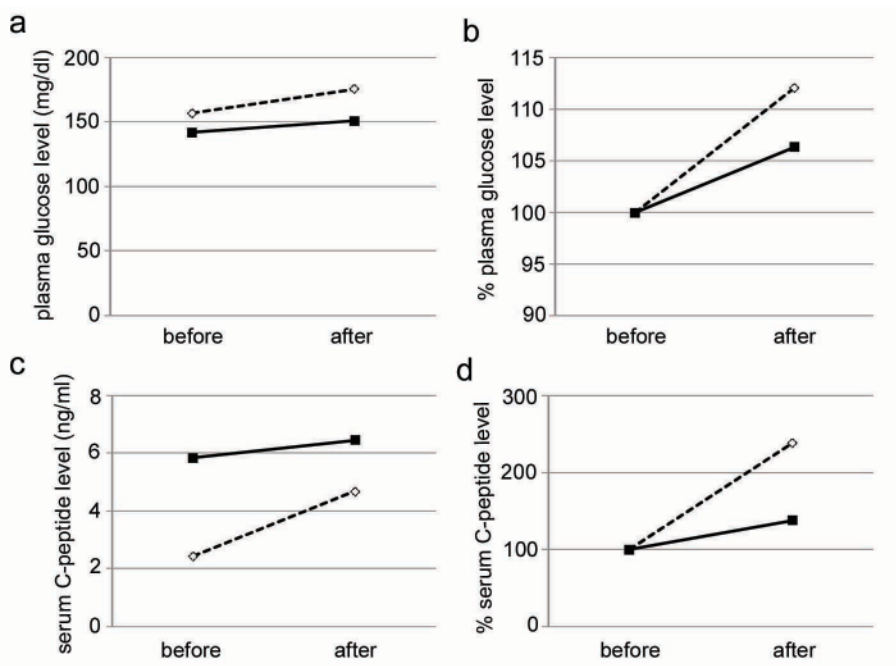 a
plasma glucose level (mg/dl)
200
150
100
50
0
before after
b
% plasma glucose level
115
110
105
100
95
90
before after
c
serum C-peptide level (ng/ml)
8
6
4
2
0
before after
d
% serum C-peptide level
300
200
100
0
before after